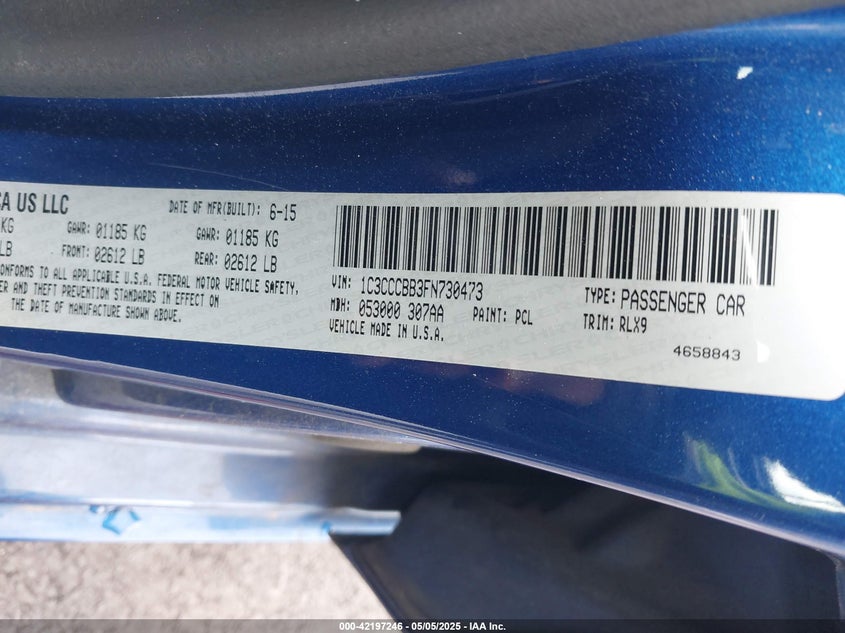 CA US LLC
DATE OF MFR(BUILT): 6-15
KG GAWR: 01185 KG GAWR: 01185 KG
LB FRONT: 02612 LB REAR: 02612 LB
CONFORMS TO ALL APPLICABLE U.S.A. FEDERAL MOTOR VEHICLE SAFETY,
ER AND THEFT PREVENTION STANDARDS IN EFFECT ON
THE DATE OF MANUFACTURE SHOWN ABOVE.
VIN: 1C3CCCBB3FN730473
TYPE: PASSENGER CAR
MDH: 053000 307AA PAINT: PCL
TRIM: RLX9
VEHICLE MADE IN U.S.A.
4658843
000-42197246 - 05/05/2025 - IAA Inc.